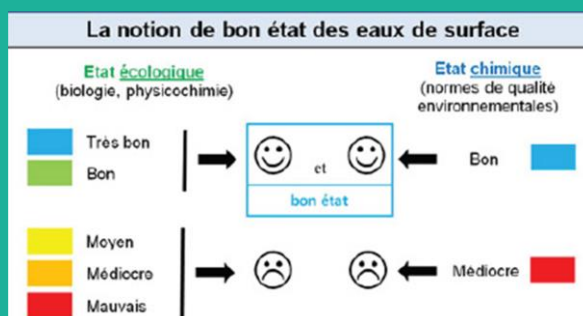 La notion de bon état des eaux de surface
Etat écologique
(biologie, physicochimie)
Etat chimique
(normes de qualité
environnementales)
Très bon
Bon
et
bon état
Bon
Moyen
Médiocre
Mauvais
Médiocre